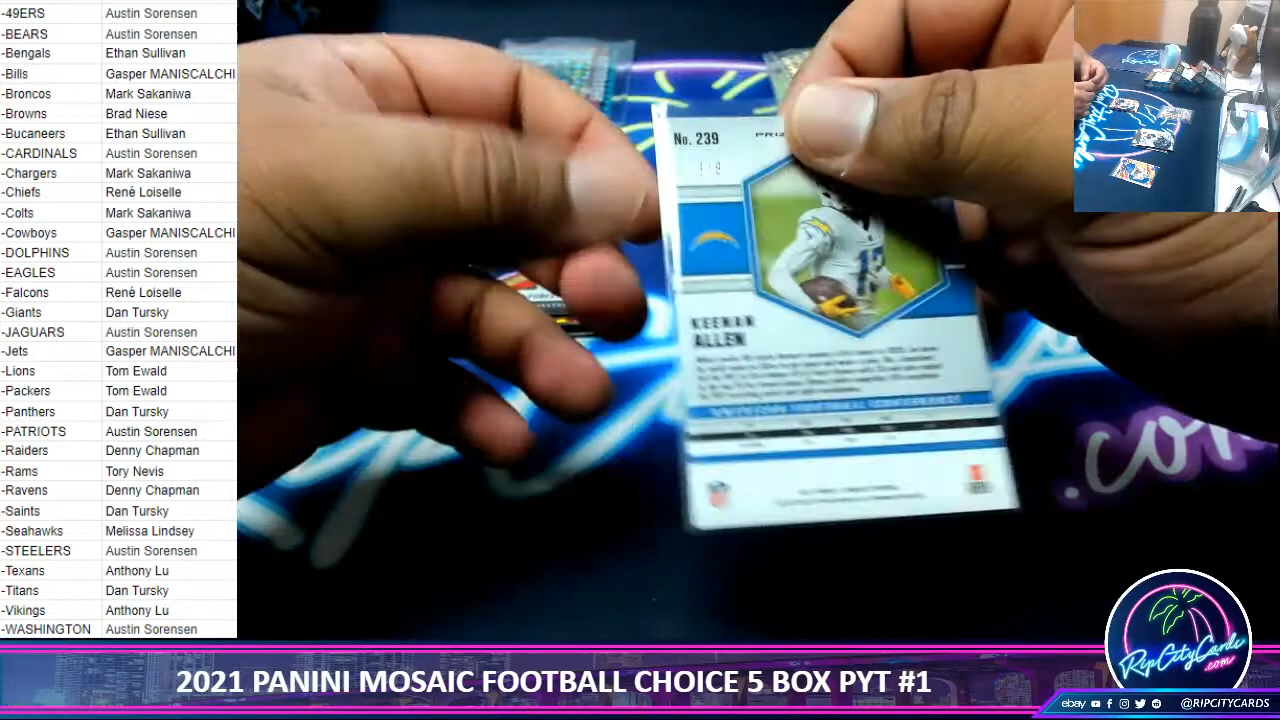 -49ERS Austin Sorensen
-BEARS Austin Sorensen
-Bengals Ethan Sullivan
-Bills Gasper MANISCALCHI
-Broncos Mark Sakaniwa
-Browns Brad Niese
-Bucaneers Ethan Sullivan
-CARDINALS Austin Sorensen
-Chargers Mark Sakaniwa
-Chiefs René Loiselle
-Colts Mark Sakaniwa
-Cowboys Gasper MANISCALCHI
-DOLPHINS Austin Sorensen
-EAGLES Austin Sorensen
-Falcons René Loiselle
-Giants Dan Tursky
-JAGUARS Austin Sorensen
-Jets Gasper MANISCALCHI
-Lions Tom Ewald
-Packers Tom Ewald
-Panthers Dan Tursky
-PATRIOTS Austin Sorensen
-Raiders Denny Chapman
-Rams Tory Nevis
-Ravens Denny Chapman
-Saints Dan Tursky
-Seahawks Melissa Lindsey
-STEELERS Austin Sorensen
-Texans Anthony Lu
-Titans Dan Tursky
-Vikings Anthony Lu
-WASHINGTON Austin Sorensen
No. 239
KEENAN
ALLEN
.com
RipCityCards
.com
2021 PANINI MOSAIC FOOTBALL CHOICE 5 BOX PYT #1
ebay @RIPCITYCARDS